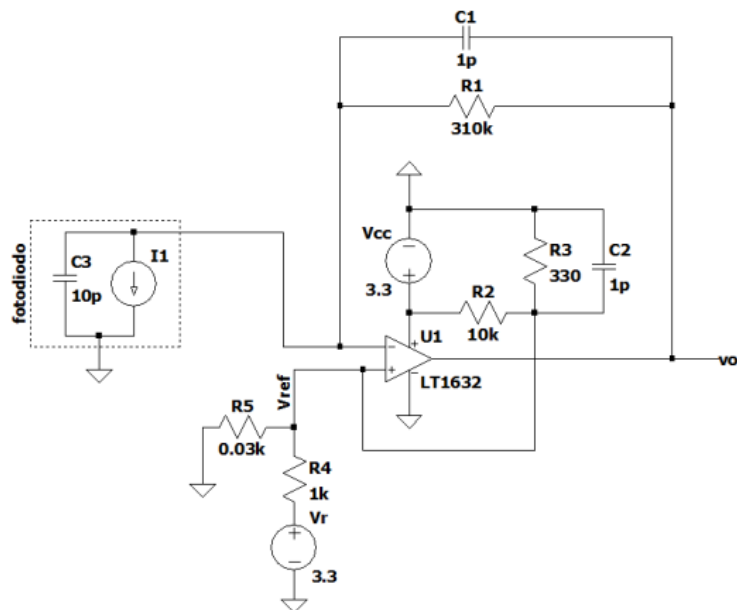 C1
1p
R1
310k
Vcc
3.3
R3
330
C2
1p
fotodiodo
C3
10p
I1
R2
10k
U1
LT1632
vo
Vref
R5
0.03k
R4
1k
Vr
3.3